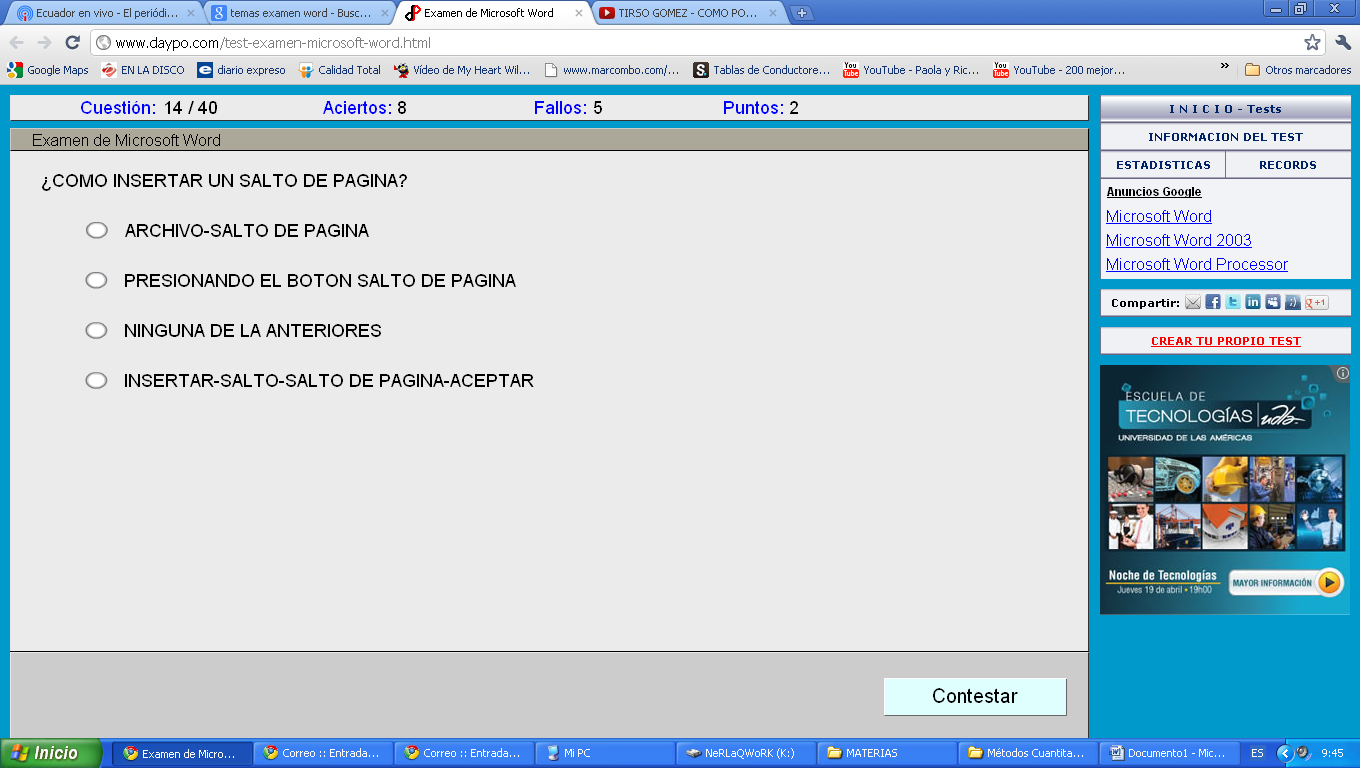 Ecuador en vivo - El periódi...
temas examen word - Busc...
Examen de Microsoft Word
TIRSO GOMEZ - COMO PO...
www.daypo.com/test-examen-microsoft-word.html
Google Maps
EN LA DISCO
diario expreso
Calidad Total
Vídeo de My Heart Wil...
www.marcombo.com/...
Tablas de Conductore...
YouTube - Paola y Ric...
YouTube - 200 mejor...
»
Otros marcadores
Cuestión: 14 / 40
Aciertos: 8
Fallos: 5
Puntos: 2
Examen de Microsoft Word
¿COMO INSERTAR UN SALTO DE PAGINA?
ARCHIVO-SALTO DE PAGINA
PRESIONANDO EL BOTON SALTO DE PAGINA
NINGUNA DE LA ANTERIORES
INSERTAR-SALTO-SALTO DE PAGINA-ACEPTAR
Contestar
I N I C I O - Tests
INFORMACION DEL TEST
ESTADISTICAS
RECORDS
Anuncios Google
Microsoft Word
Microsoft Word 2003
Microsoft Word Processor
Compartir:
+1
CREAR TU PROPIO TEST
ESCUELA DE
TECNOLOGÍAS udla
UNIVERSIDAD DE LAS AMÉRICAS
Noche de Tecnologías
Jueves 19 de abril • 19h00
MAYOR INFORMACIÓN
Inicio
Examen de Micro...
Correo :: Entrada...
Correo :: Entrada...
Mi PC
NeRLaQWoRK (K:)
MATERIAS
Métodos Cuantita...
Documento1 - Mic...
ES
9:45